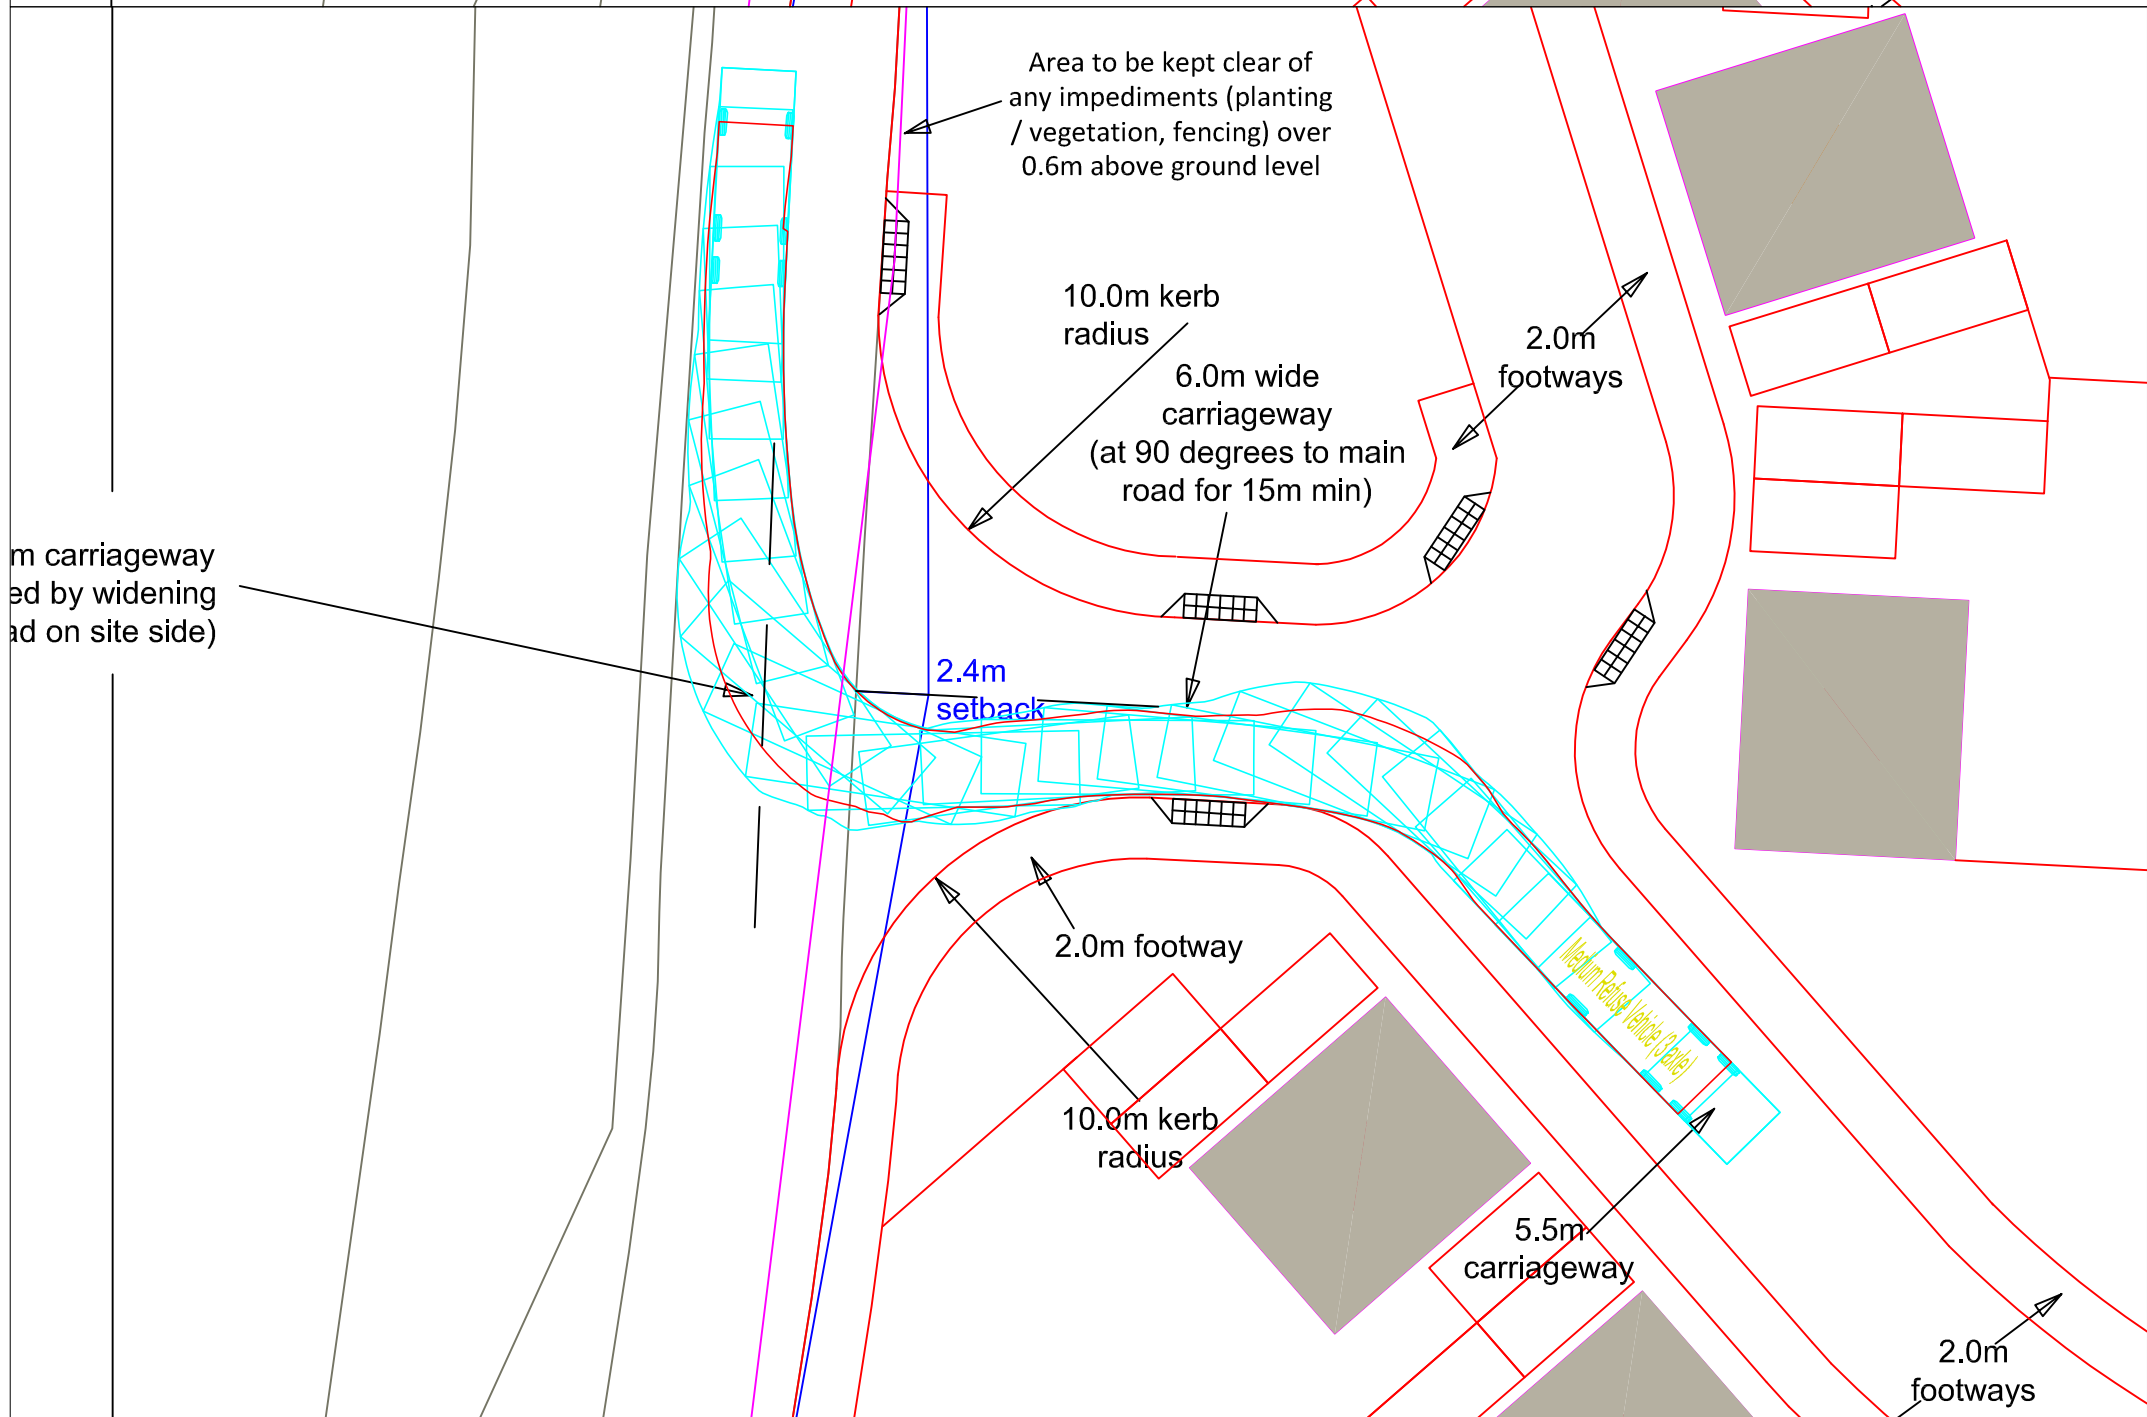 Area to be kept clear of
any impediments (planting
/ vegetation, fencing) over
0.6m above ground level
10.0m kerb
radius
6.0m wide
carriageway
(at 90 degrees to main
road for 15m min)
2.0m
footways
m carriageway
ed by widening
ad on site side)
2.4m
setback
2.0m footway
Medium Refuse Vehicle (3 axle)
10.0m kerb
radius
5.5m
carriageway
2.0m
footways